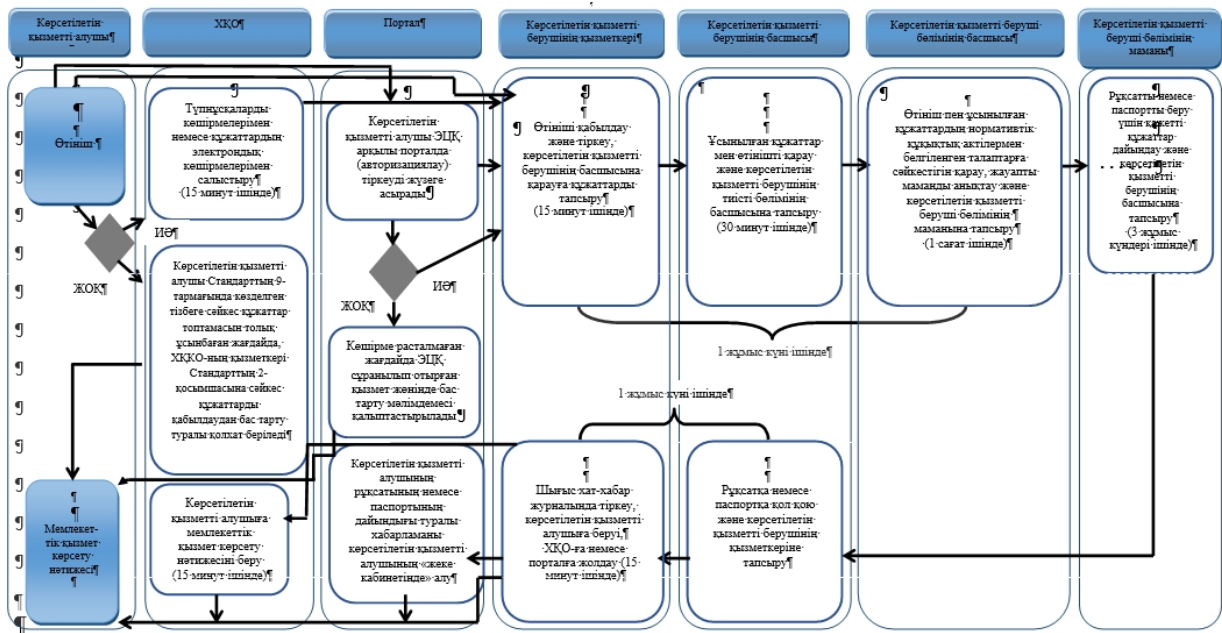 Көрсетілетін
қызметті алушы
ХҚО
Портал
Көрсетілетін қызметті
берушінің қызметкері
Көрсетілетін қызметті
берушінің басшысы
Көрсетілетін қызметті беруші
бөлімінің басшысы
Көрсетілетін қызметті
беруші бөлімінің
маманы
Өтініш
ИӘ
ЖОҚ
Түпнұсқаларды
көшірмелерімен
немесе құжаттардың
электрондық
көшірмелерімен
салыстыру
(15 минут ішінде)
Көрсетілетін қызметті
алушы Стандарттың 9-
тармағында көзделген
тізбеге сәйкес құжаттар
топтамасын толық
ұсынбаған жағдайда,
ХҚКО-ның қызметкері
Стандарттың 2-
қосымшасына сәйкес
құжаттарды
қабылдаудан бас тарту
туралы қолхат беріледі
Көрсетілетін
қызметті алушы ЭЦҚ
арқылы порталда
(авторизациялау)
тіркеуді жүзеге
асырады
ИӘ
ЖОҚ
Көшірме расталмаған
жағдайда ЭЦҚ
сұранылып отырған
қызмет жөнінде бас
тарту мәлімдемесі
қалыптастырылады
Өтініші қабылдау
және тіркеу,
көрсетілетін қызметті
берушінің басшысына
қарауға құжаттарды
тапсыру
(15 минут ішінде)
Ұсынылған құжаттар
мен өтінішті қарау
және көрсетілетін
қызметті берушінің
тиісті бөлімінің
басшысына тапсыру
(30 минут ішінде)
Өтініш пен ұсынылған
құжаттардың нормативтік
құқықтық актілермен
белгіленген талаптарға
сәйкестігін қарау, жауапты
маманды анықтау және
көрсетілетін қызметті
беруші бөлімінің
маманына тапсыру
(1 сағат ішінде)
Рұқсатты немесе
паспортты беру
үшін қажетті
құжаттар
дайындау және
көрсетілетін
қызметті
берушінің
басшысына
тапсыру
(3 жұмыс
күндері ішінде)
1 жұмыс күні ішінде
1 жұмыс күні ішінде
Мемлекет-
тік қызмет
көрсету
нәтижесі
Көрсетілетін
қызметті алушыға
мемлекеттік
қызмет көрсету
нәтижесіні беру
(15 минут ішінде)
Көрсетілетін қызметті
алушының
рұқсатының немесе
паспортының
дайындығы туралы
хабарламаны
көрсетілетін қызметті
алушының «жеке
кабинетінде» алу
Шығыс хат-хабар
журналында тіркеу,
көрсетілетін қызметті
алушыға беруі,
ХҚО-ға немесе
порталға жолдау (15
минут ішінде)
Рұқсатқа немесе
паспортқа қол қою
және көрсетілетін
қызметті берушінің
қызметкеріне
тапсыру